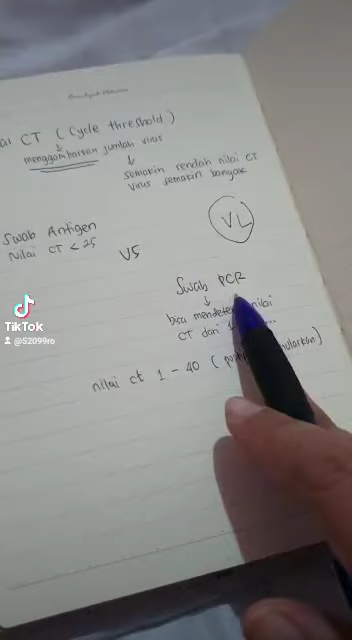 ai CT (Cycle threshold)
menggambarkan jumlah virus
semakin rendah nilai CT
virus semakin banyak
Swab Antigen
Nilai CT < 25
VS
VL
Swab PCR
bisa nilai
CT dari 1
nilai ct 1 - 40 (
TikTok
@52099ro